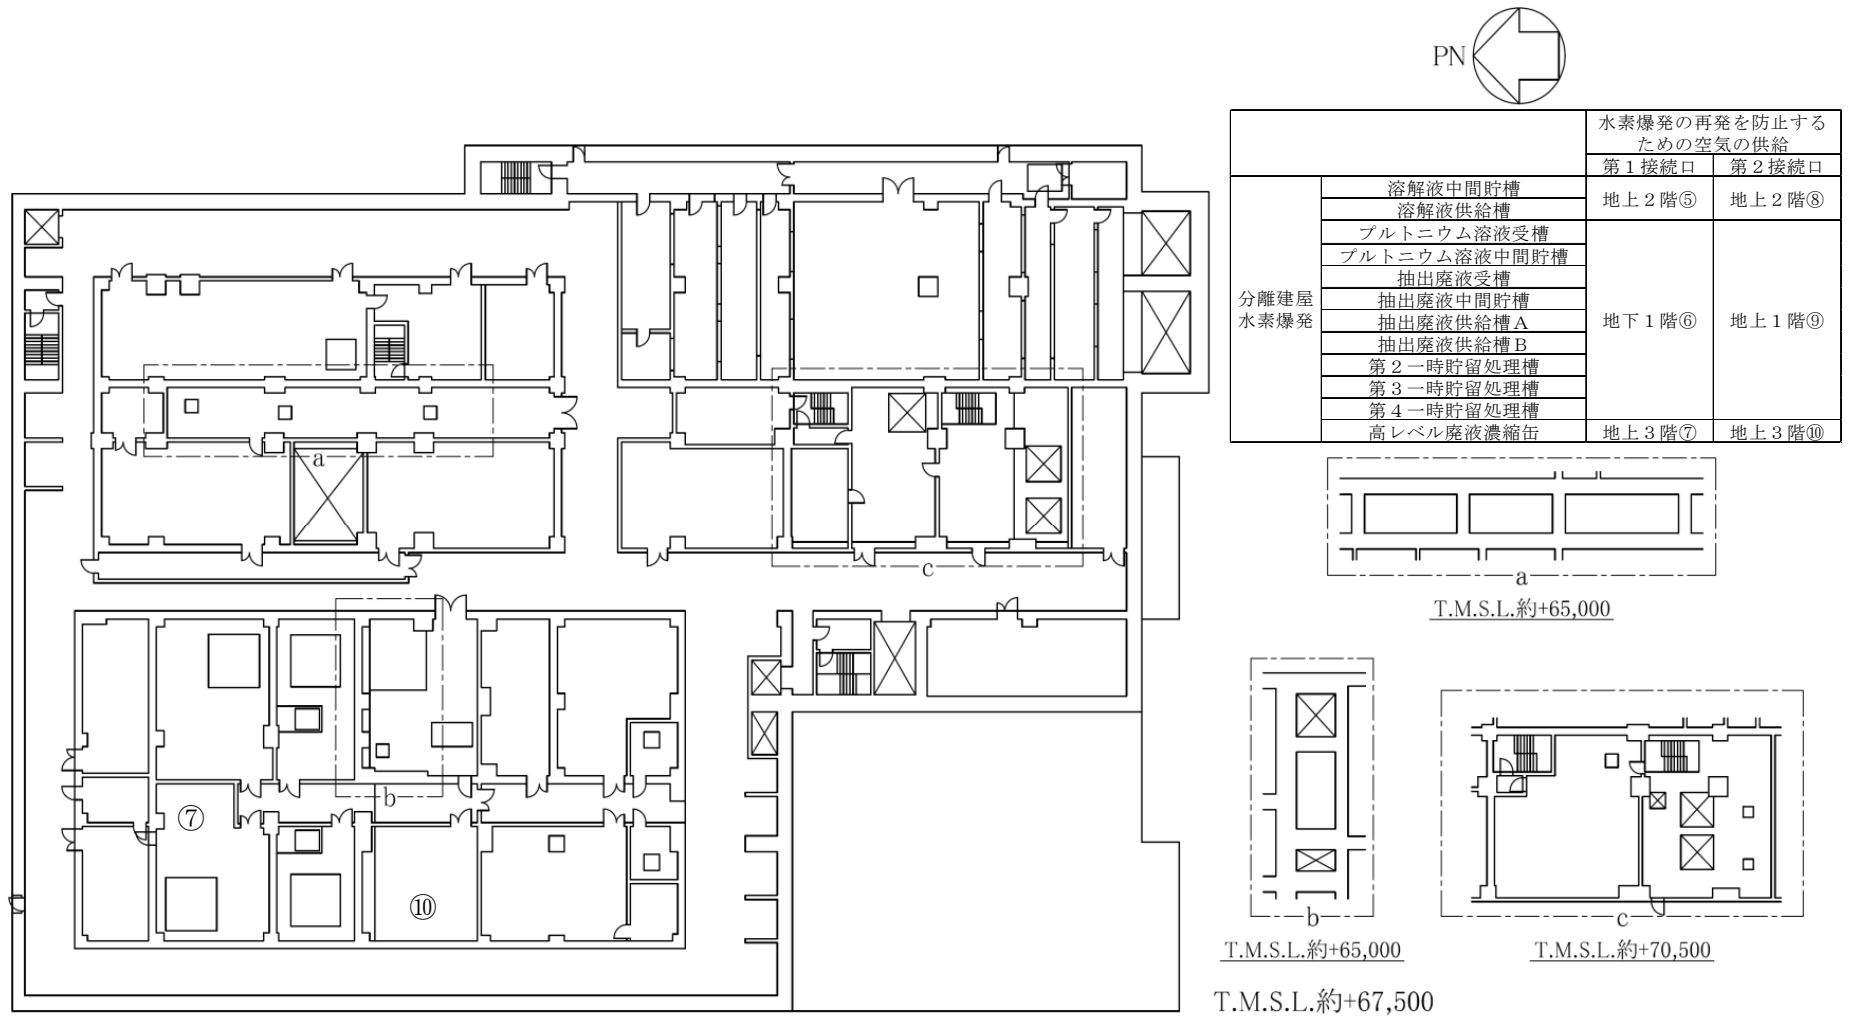 PN
水素爆発の再発を防止する
ための空気の供給
第1接続口 第2接続口
分離建屋
水素爆発
溶解液中間貯槽
溶解液供給槽
地上2階⑤ 地上2階⑧
プルトニウム溶液受槽
プルトニウム溶液中間貯槽
抽出廃液受槽
抽出廃液中間貯槽
抽出廃液供給槽A
抽出廃液供給槽B
第2一時貯留処理槽
第3一時貯留処理槽
第4一時貯留処理槽
地下1階⑥ 地上1階⑨
高レベル廃液濃縮缶 地上3階⑦ 地上3階⑩
a
c
b
⑦
⑩
a
T.M.S.L.約+65,000
b
T.M.S.L.約+65,000
c
T.M.S.L.約+70,500
T.M.S.L.約+67,500